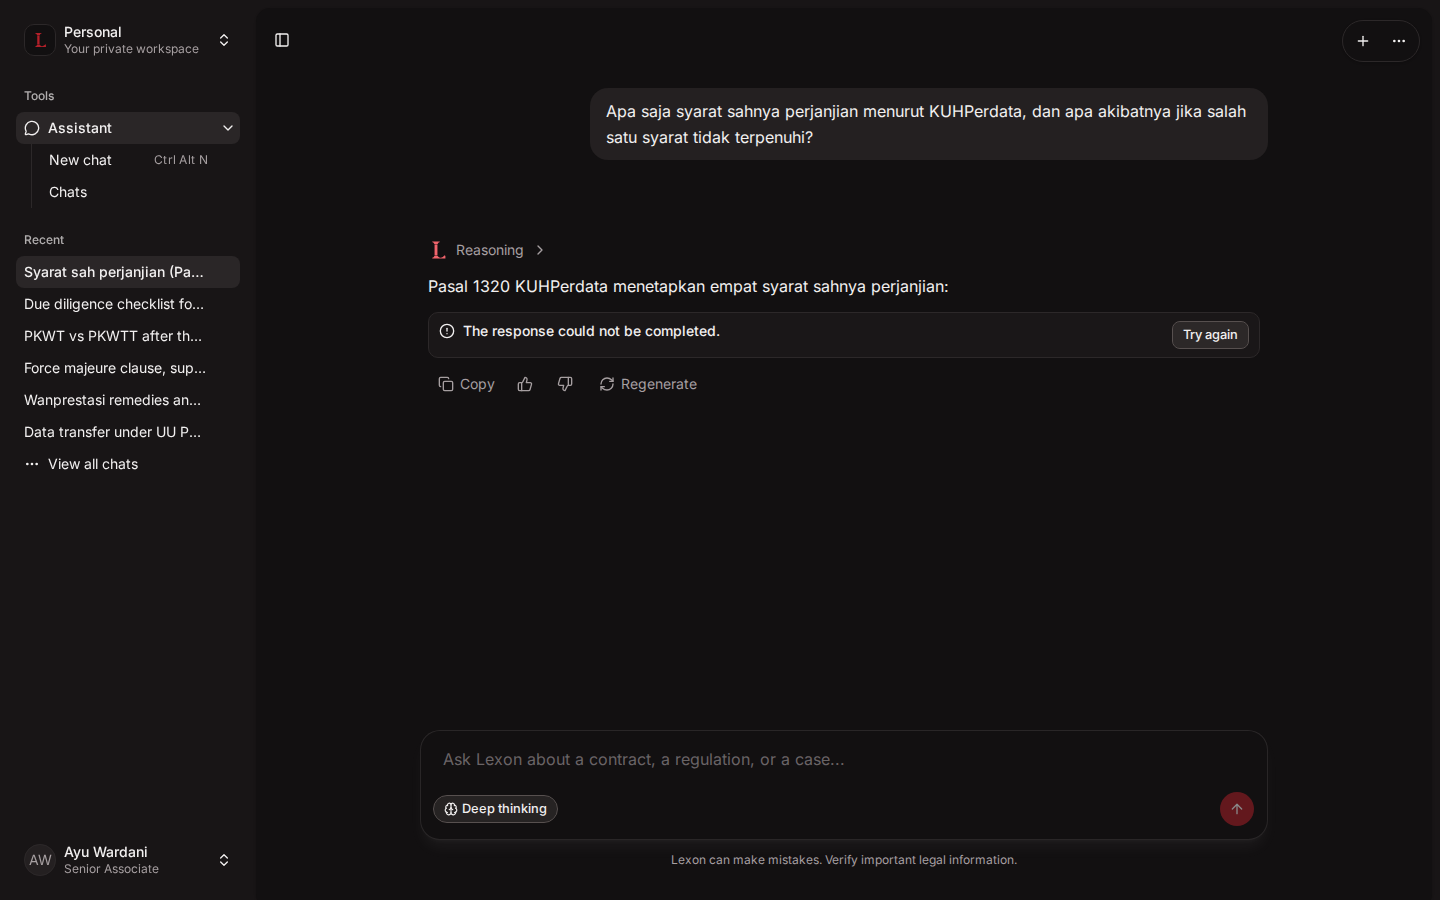 L
Personal
Your private workspace
Tools
Assistant
New chat Ctrl Alt N
Chats
Recent
Syarat sah perjanjian (Pa...
Due diligence checklist fo...
PKWT vs PKWTT after th...
Force majeure clause, sup...
Wanprestasi remedies an...
Data transfer under UU P...
View all chats
AW
Ayu Wardani
Senior Associate
Apa saja syarat sahnya perjanjian menurut KUHPerdata, dan apa akibatnya jika salah
satu syarat tidak terpenuhi?
L Reasoning
Pasal 1320 KUHPerdata menetapkan empat syarat sahnya perjanjian:
The response could not be completed.
Try again
Copy Regenerate
Ask Lexon about a contract, a regulation, or a case...
Deep thinking
Lexon can make mistakes. Verify important legal information.